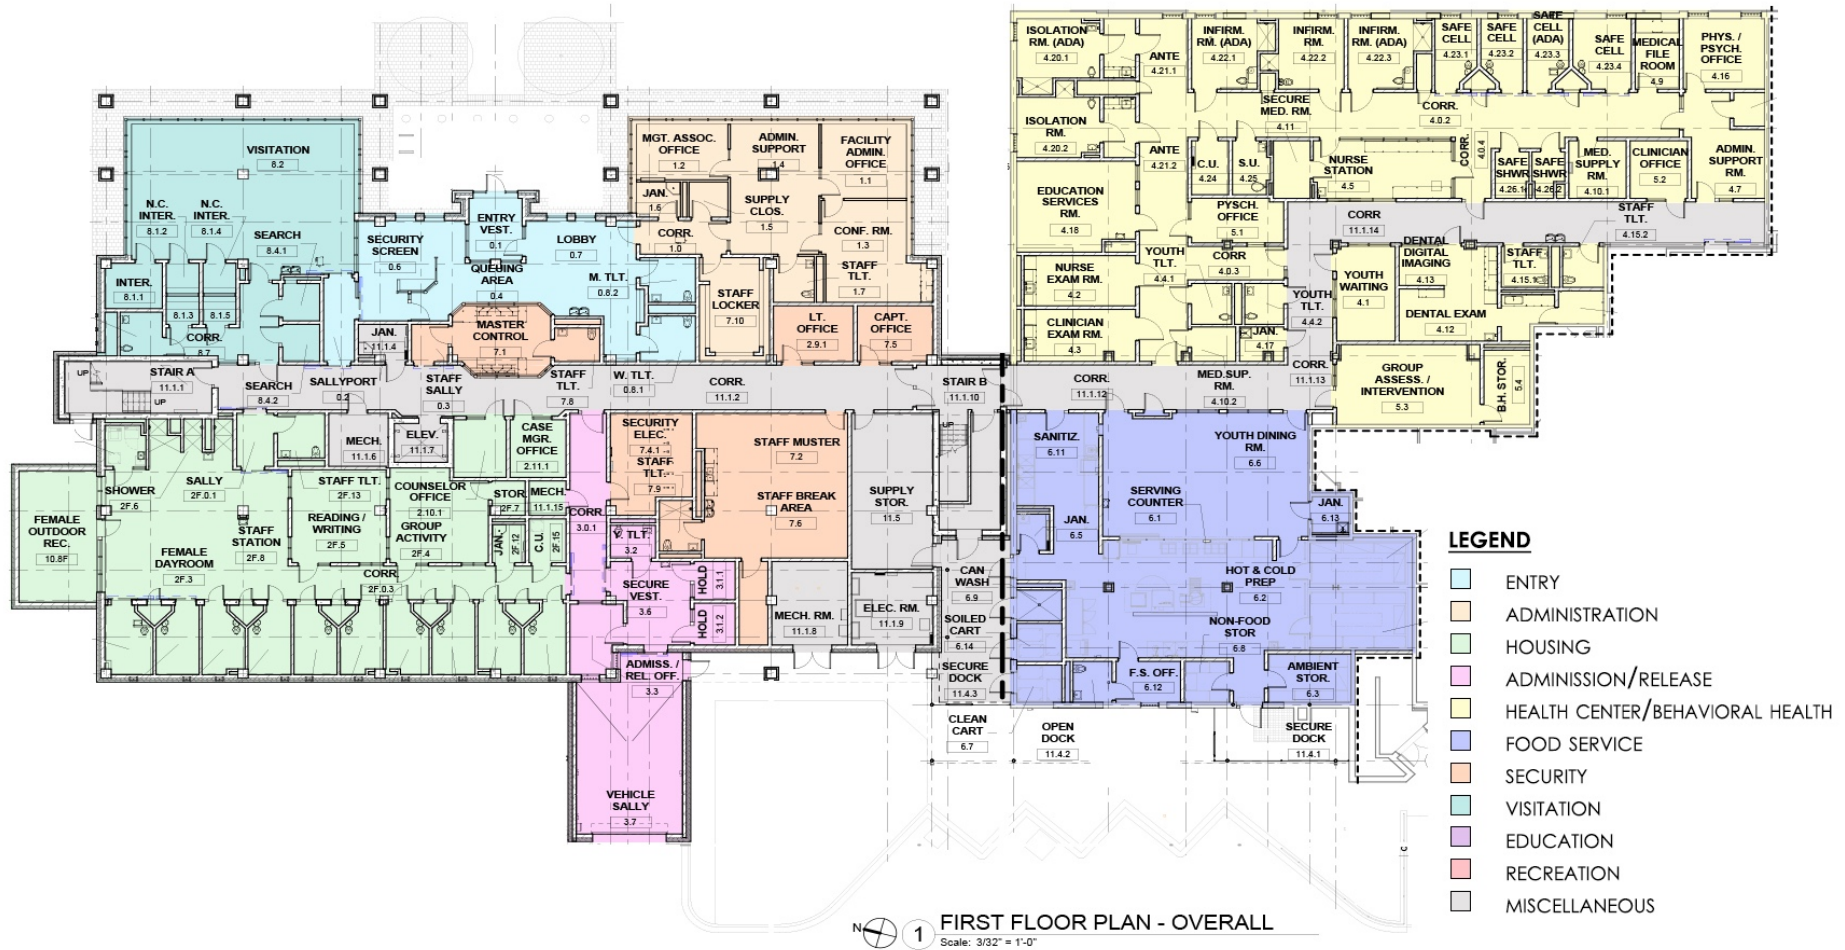 ISOLATION
RM. (ADA)
4.20.1
ANTE
4.21.1
INFIRM.
RM. (ADA)
4.22.1
INFIRM.
RM.
4.22.2
INFIRM.
RM. (ADA)
4.22.3
SAFE
CELL
4.23.1
SAFE
CELL
4.23.2
SAFE
CELL
(ADA)
4.23.3
SAFE
CELL
4.23.4
MEDICAL
FILE
ROOM
4.9
PHYS. /
PSYCH.
OFFICE
4.16
SECURE
MED. RM.
4.11
CORR.
4.0.2
ISOLATION
RM.
4.20.2
ANTE
4.21.2
C.U.
4.24
S.U.
4.25
NURSE
STATION
4.5
CORR.
4.0.4
SAFE
SHWR
SAFE
SHWR
MED.
SUPPLY
RM.
4.10.1
CLINICIAN
OFFICE
5.2
ADMIN.
SUPPORT
RM.
4.7
EDUCATION
SERVICES
RM.
4.18
PYSCH.
OFFICE
5.1
CORR
11.1.14
STAFF
TLT.
4.15.2
YOUTH
TLT.
4.4.1
CORR
4.0.3
NURSE
EXAM RM.
4.2
CLINICIAN
EXAM RM.
4.3
JAN.
4.17
YOUTH
TLT.
4.4.2
YOUTH
WAITING
4.1
DENTAL
DIGITAL
IMAGING
4.13
STAFF
TLT.
DENTAL EXAM
4.12
CORR.
11.1.13
GROUP
ASSESS. /
INTERVENTION
5.3
B.H. STOR.
5.4
VISITATION
8.2
N.C.
INTER.
8.1.2
N.C.
INTER.
8.1.4
SEARCH
8.4.1
INTER.
8.1.1
8.1.3
8.1.5
CORR.
8.7
SECURITY
SCREEN
0.6
ENTRY
VEST.
0.1
LOBBY
0.7
QUEUING
AREA
0.4
M. TLT.
0.8.2
MGT. ASSOC.
OFFICE
1.2
ADMIN.
SUPPORT
1.4
FACILITY
ADMIN.
OFFICE
1.1
JAN.
1.6
SUPPLY
CLOS.
1.5
CORR.
1.0
CONF. RM.
1.3
STAFF
TLT.
1.7
STAFF
LOCKER
7.10
LT.
OFFICE
2.9.1
CAPT.
OFFICE
7.5
JAN.
11.1.4
MASTER
CONTROL
7.1
UP
STAIR A
11.1.1
UP
SEARCH
8.4.2
SALLYPORT
0.2
STAFF
SALLY
0.3
STAFF
TLT.
7.8
W. TLT.
0.8.1
CORR.
11.1.2
STAIR B
11.1.10
CORR.
11.1.12
MED.SUP.
RM.
4.10.2
MECH.
11.1.6
ELEV.
11.1.7
CASE
MGR.
OFFICE
2.11.1
SECURITY
ELEC.
7.4.1
STAFF
TLT.
7.9
STAFF MUSTER
7.2
STAFF BREAK
AREA
7.6
SUPPLY
STOR.
11.5
UP
SANITIZ.
6.11
YOUTH DINING
RM.
6.6
SERVING
COUNTER
6.1
JAN.
6.5
JAN.
6.13
SHOWER
2F.6
SALLY
2F.0.1
STAFF TLT.
2F.13
COUNSELOR
OFFICE
2.10.1
STOR.
2F.7
MECH.
11.1.15
CORR.
3.0.1
FEMALE
OUTDOOR
REC.
10.8F
STAFF
STATION
2F.8
READING /
WRITING
2F.5
GROUP
ACTIVITY
2F.4
JAN.
2F.12
C.U.
2F.15
FEMALE
DAYROOM
2F.3
CORR.
2F.0.3
Y. TLT.
3.2
SECURE
VEST.
3.6
HOLD
3.1.1
HOLD
3.1.2
MECH. RM.
11.1.8
ELEC. RM.
11.1.9
CAN
WASH
6.9
SOILED
CART
6.14
SECURE
DOCK
11.4.3
HOT & COLD
PREP
6.2
NON-FOOD
STOR
6.8
F.S. OFF.
6.12
AMBIENT
STOR.
6.3
ADMISS. /
REL. OFF.
3.3
VEHICLE
SALLY
3.7
CLEAN
CART
6.7
OPEN
DOCK
11.4.2
SECURE
DOCK
11.4.1
LEGEND
ENTRY
ADMINISTRATION
HOUSING
ADMINISSION/RELEASE
HEALTH CENTER/BEHAVIORAL HEALTH
FOOD SERVICE
SECURITY
VISITATION
EDUCATION
RECREATION
MISCELLANEOUS
N
1
FIRST FLOOR PLAN - OVERALL
Scale: 3/32" = 1'-0"